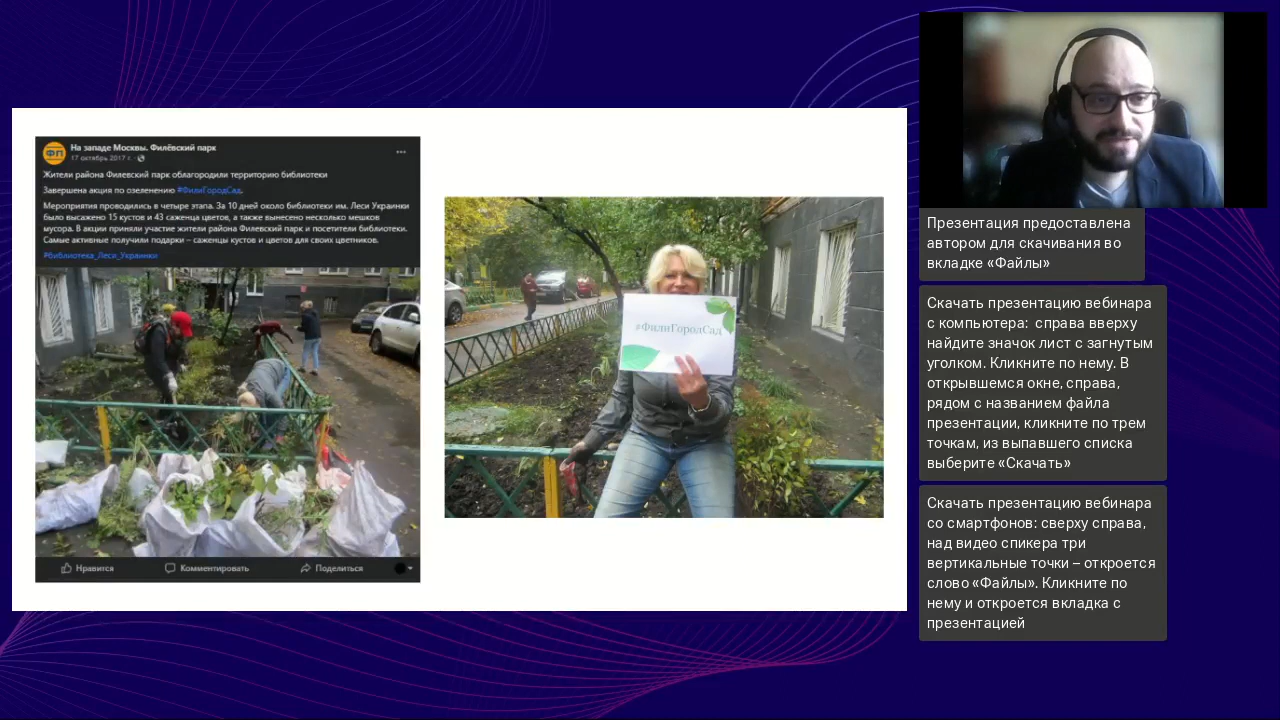 На западе Москвы. Филёвский парк
17 октябрь 2017 г.
Жители района Филевский парк облагородили территорию библиотеки
Завершена акция по озеленению #ФилиГородСад.
Мероприятия проводились в четыре этапа. За 10 дней около библиотеки им. Леси Украинки
было высажено 15 кустов и 43 саженца цветов, а также вынесено несколько мешков
мусора. В акции приняли участие жители района Филевский парк и посетители библиотеки.
Самые активные получили подарки – саженцы кустов и цветов для своих цветников.
#библиотека_Леси_Украинки
ФП
Нравится
Комментировать
Поделиться
#ФилиГородСад
Презентация предоставлена
автором для скачивания во
вкладке «Файлы»
Скачать презентацию вебинара
с компьютера: справа вверху
найдите значок лист с загнутым
уголком. Кликните по нему. В
открывшемся окне, справа,
рядом с названием файла
презентации, кликните по трем
точкам, из выпавшего списка
выберите «Скачать»
Скачать презентацию вебинара
со смартфонов: сверху справа,
над видео спикера три
вертикальные точки – откроется
слово «Файлы». Кликните по
нему и откроется вкладка с
презентацией